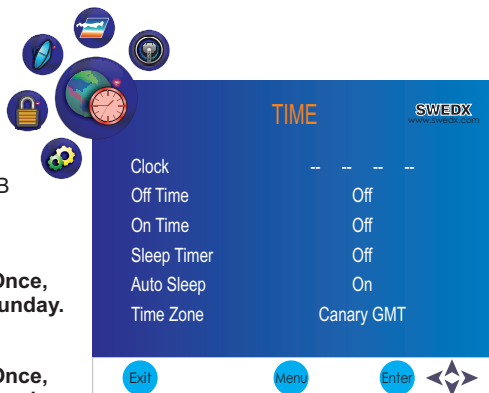 TIME
SWEDX
www.swedx.com
Clock -- -- -- --
B
Off Time Off
On Time Off
Sleep Timer Off
Once,
Auto Sleep On
unday.
Time Zone Canary GMT
Once,
Exit Menu Enter